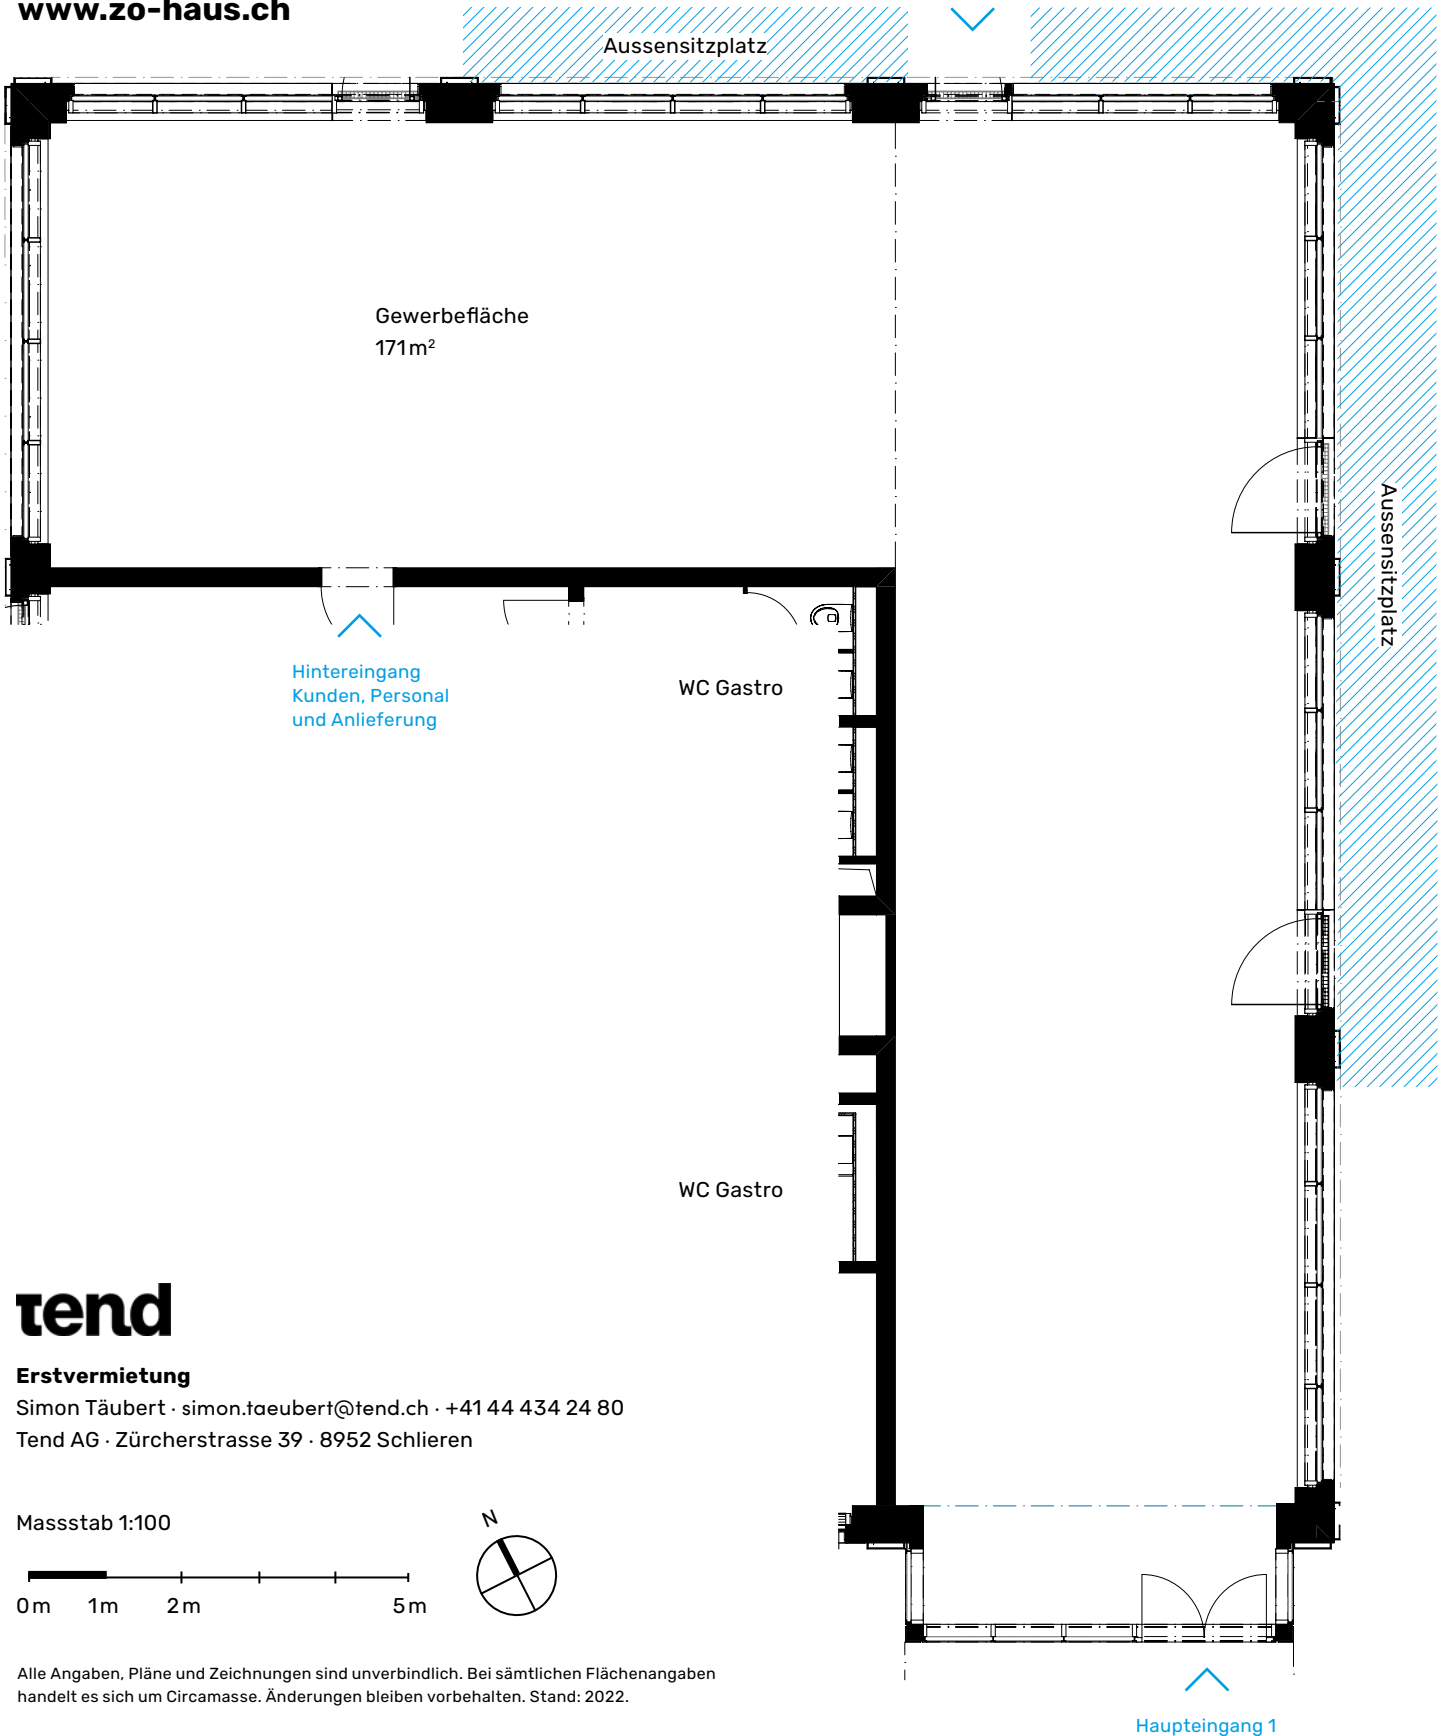 www.zo-haus.ch
Aussensitzplatz
Gewerbefläche
171 m²
Aussensitzplatz
Hintereingang
Kunden, Personal
und Anlieferung
WC Gastro
WC Gastro
tend
Erstvermietung
Simon Täubert · simon.taeubert@tend.ch · +41 44 434 24 80
Tend AG · Zürcherstrasse 39 · 8952 Schlieren
Massstab 1:100
N
0 m 1 m 2 m 5 m
Alle Angaben, Pläne und Zeichnungen sind unverbindlich. Bei sämtlichen Flächenangaben
handelt es sich um Circamasse. Änderungen bleiben vorbehalten. Stand: 2022.
Haupteingang 1